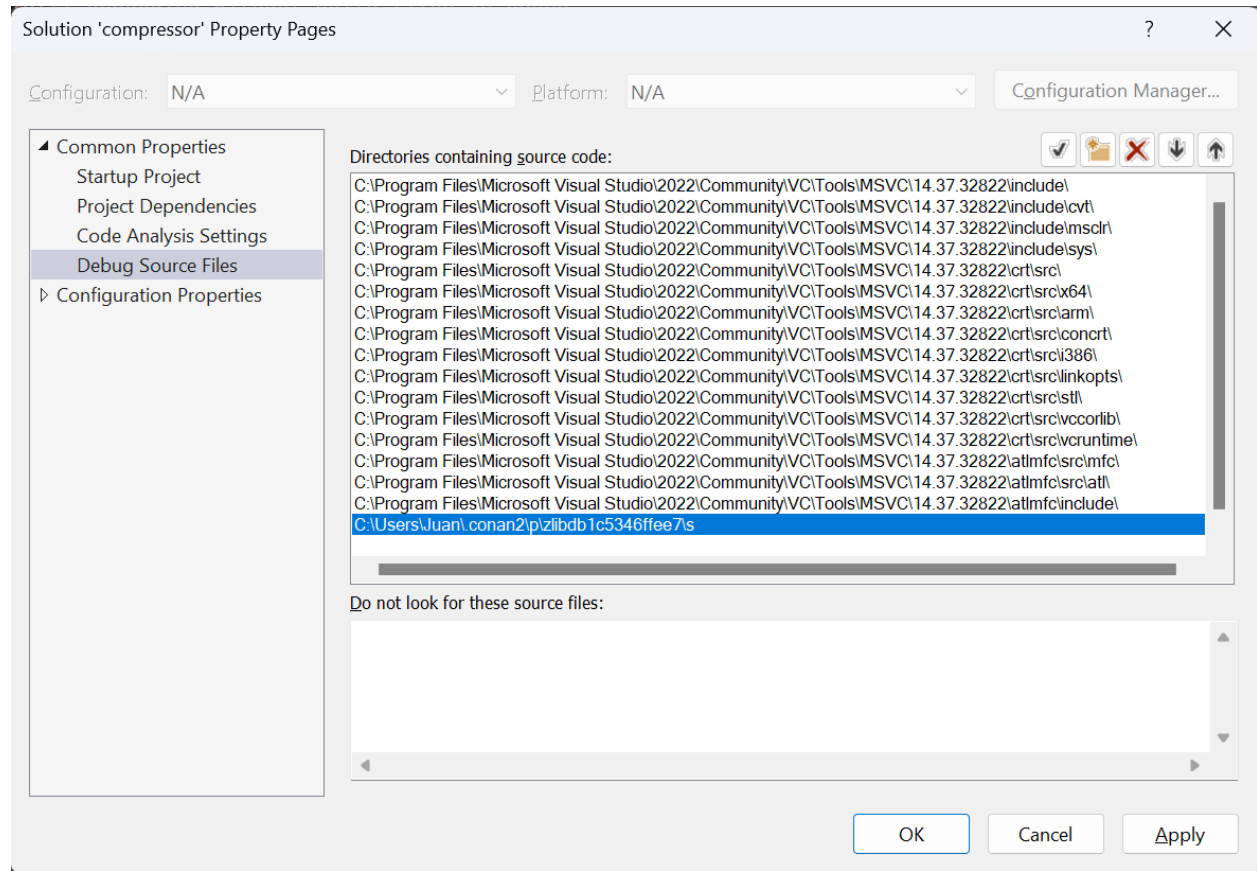 Solution 'compressor' Property Pages
?
Configuration: N/A Platform: N/A Configuration Manager...
Common Properties
Startup Project
Project Dependencies
Code Analysis Settings
Debug Source Files
Configuration Properties
Directories containing source code:
C:\Program Files\Microsoft Visual Studio\2022\Community\VC\Tools\MSVC\14.37.32822\include\
C:\Program Files\Microsoft Visual Studio\2022\Community\VC\Tools\MSVC\14.37.32822\include\cvt\
C:\Program Files\Microsoft Visual Studio\2022\Community\VC\Tools\MSVC\14.37.32822\include\msclr\
C:\Program Files\Microsoft Visual Studio\2022\Community\VC\Tools\MSVC\14.37.32822\include\sys\
C:\Program Files\Microsoft Visual Studio\2022\Community\VC\Tools\MSVC\14.37.32822\crt\src\
C:\Program Files\Microsoft Visual Studio\2022\Community\VC\Tools\MSVC\14.37.32822\crt\src\x64\
C:\Program Files\Microsoft Visual Studio\2022\Community\VC\Tools\MSVC\14.37.32822\crt\src\arm\
C:\Program Files\Microsoft Visual Studio\2022\Community\VC\Tools\MSVC\14.37.32822\crt\src\concrt\
C:\Program Files\Microsoft Visual Studio\2022\Community\VC\Tools\MSVC\14.37.32822\crt\src\i386\
C:\Program Files\Microsoft Visual Studio\2022\Community\VC\Tools\MSVC\14.37.32822\crt\src\linkopts\
C:\Program Files\Microsoft Visual Studio\2022\Community\VC\Tools\MSVC\14.37.32822\crt\src\stl\
C:\Program Files\Microsoft Visual Studio\2022\Community\VC\Tools\MSVC\14.37.32822\crt\src\vccorlib\
C:\Program Files\Microsoft Visual Studio\2022\Community\VC\Tools\MSVC\14.37.32822\crt\src\vcruntime\
C:\Program Files\Microsoft Visual Studio\2022\Community\VC\Tools\MSVC\14.37.32822\atlmfc\src\mfc\
C:\Program Files\Microsoft Visual Studio\2022\Community\VC\Tools\MSVC\14.37.32822\atlmfc\src\atl\
C:\Program Files\Microsoft Visual Studio\2022\Community\VC\Tools\MSVC\14.37.32822\atlmfc\include\
C:\Users\Juan\.conan2\p\zlibdb1c5346ffee7\s
Do not look for these source files:
OK Cancel Apply